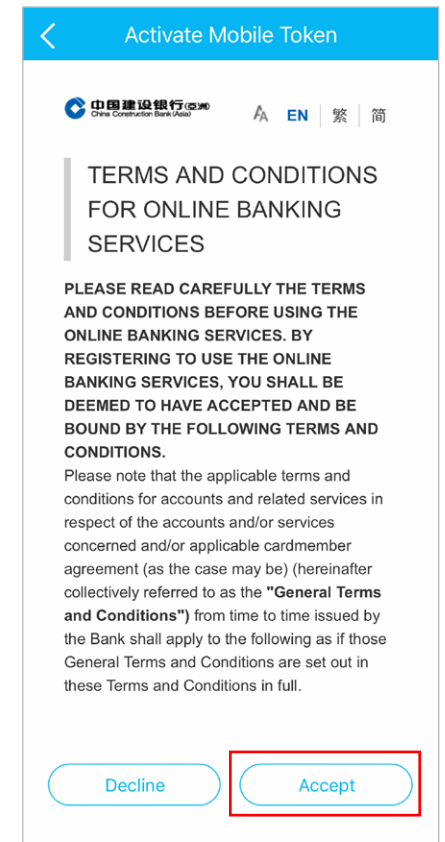 Activate Mobile Token
中国建设银行(亞洲)
China Construction Bank (Asia)
A A EN 繁 简
TERMS AND CONDITIONS
FOR ONLINE BANKING
SERVICES
PLEASE READ CAREFULLY THE TERMS
AND CONDITIONS BEFORE USING THE
ONLINE BANKING SERVICES. BY
REGISTERING TO USE THE ONLINE
BANKING SERVICES, YOU SHALL BE
DEEMED TO HAVE ACCEPTED AND BE
BOUND BY THE FOLLOWING TERMS AND
CONDITIONS.
Please note that the applicable terms and
conditions for accounts and related services in
respect of the accounts and/or services
concerned and/or applicable cardmember
agreement (as the case may be) (hereinafter
collectively referred to as the "General Terms
and Conditions") from time to time issued by
the Bank shall apply to the following as if those
General Terms and Conditions are set out in
these Terms and Conditions in full.
Decline Accept